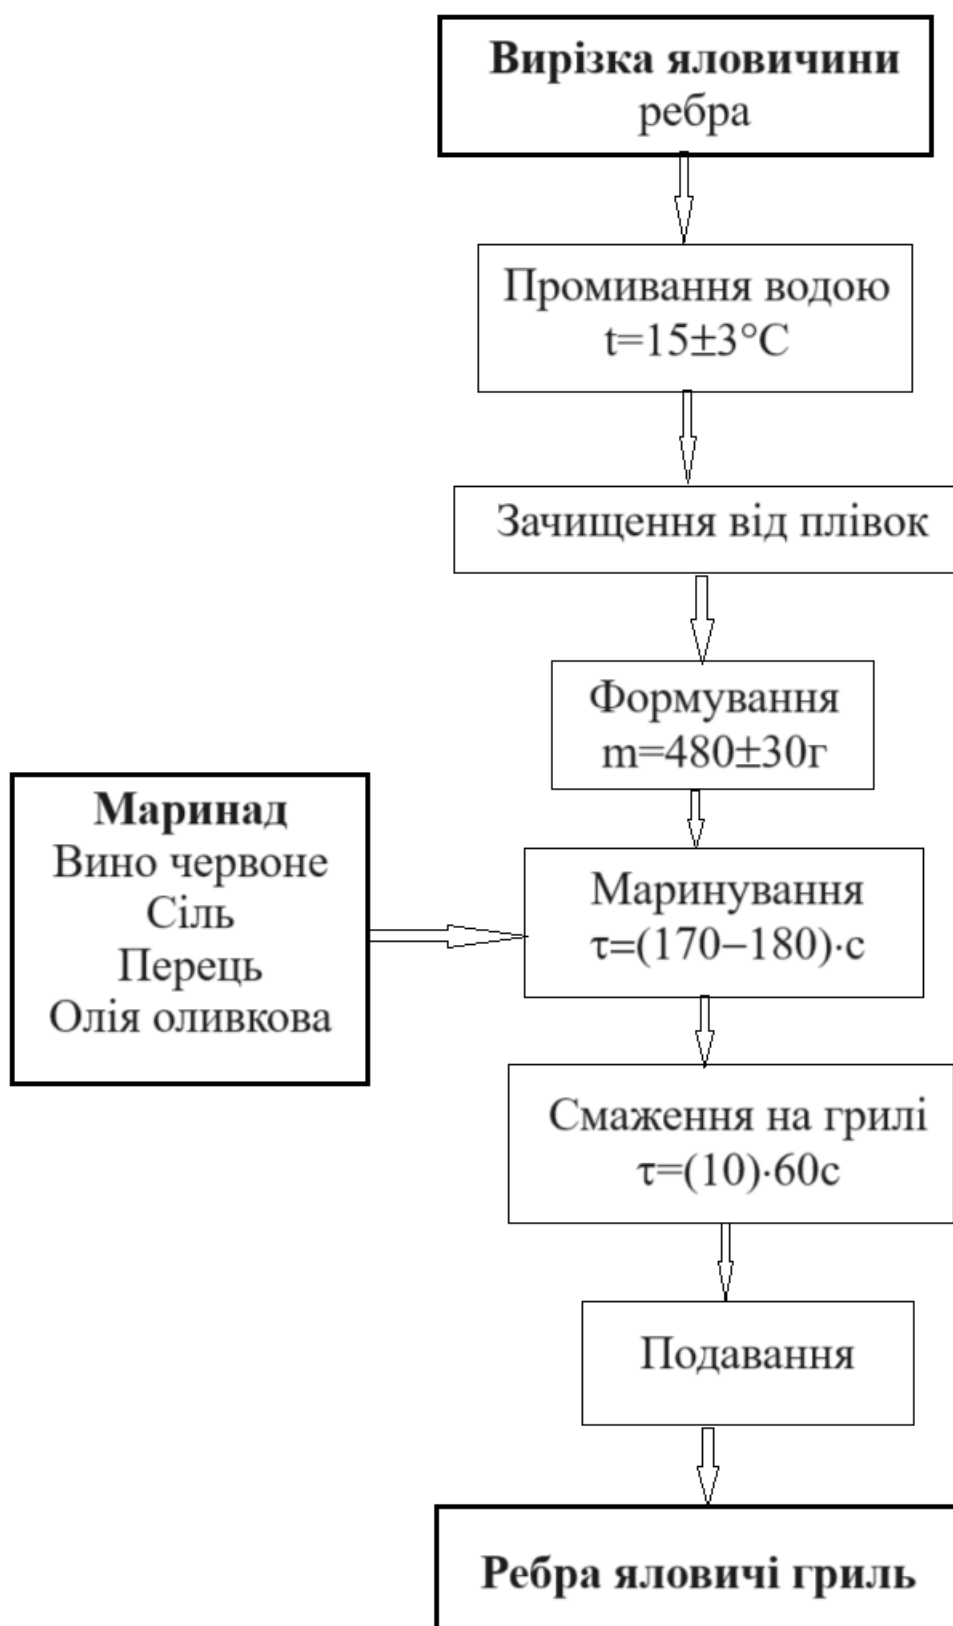 Вирізка яловичини
ребра
Промивання водою
t=15±3°С
Зачищення від плівок
Формування
m=480±30г
Маринад
Вино червоне
Сіль
Перець
Олія оливкова
Маринування
τ=(170−180)·с
Смаження на грилі
τ=(10)·60с
Подавання
Ребра яловичі гриль